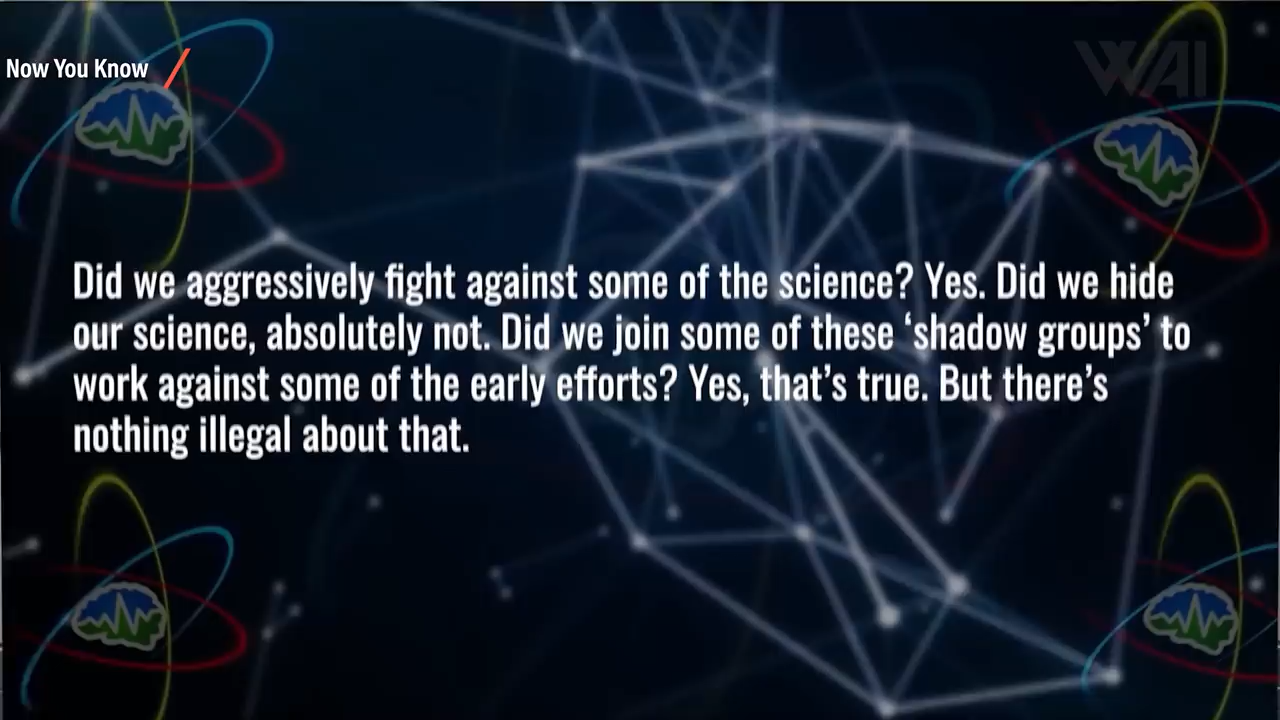 Now You Know
WAI
Did we aggressively fight against some of the science? Yes. Did we hide
our science, absolutely not. Did we join some of these ‘shadow groups’ to
work against some of the early efforts? Yes, that’s true. But there’s
nothing illegal about that.